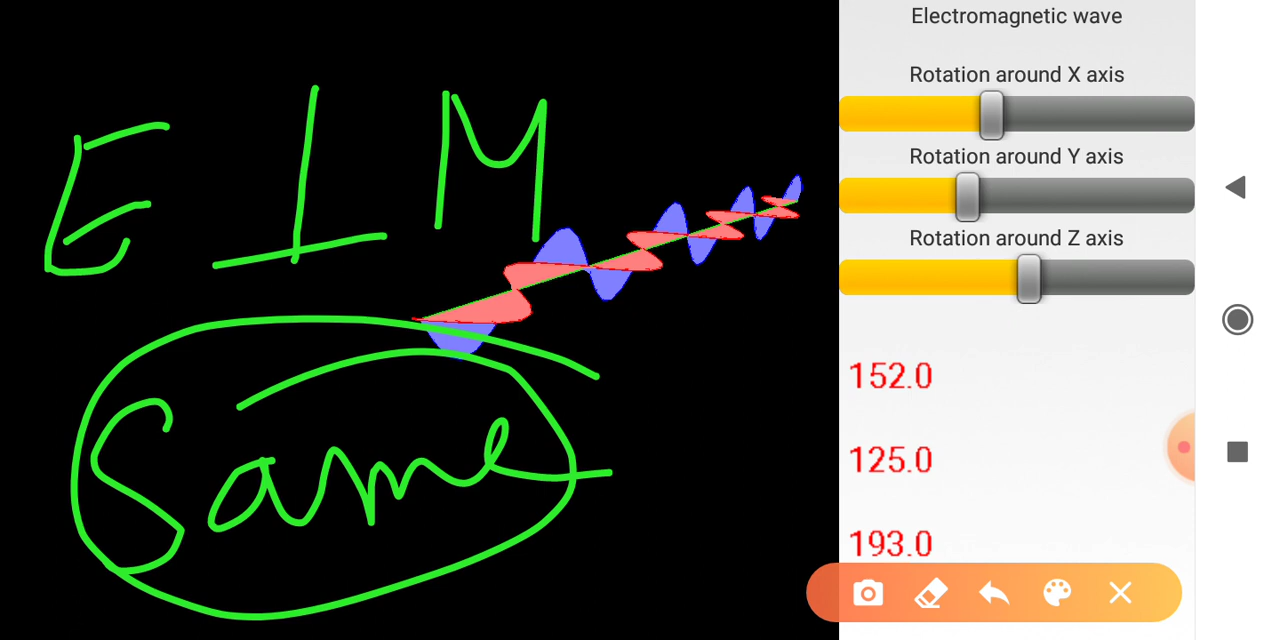 E ⊥ M
Same
Electromagnetic wave
Rotation around X axis
Rotation around Y axis
Rotation around Z axis
152.0
125.0
193.0